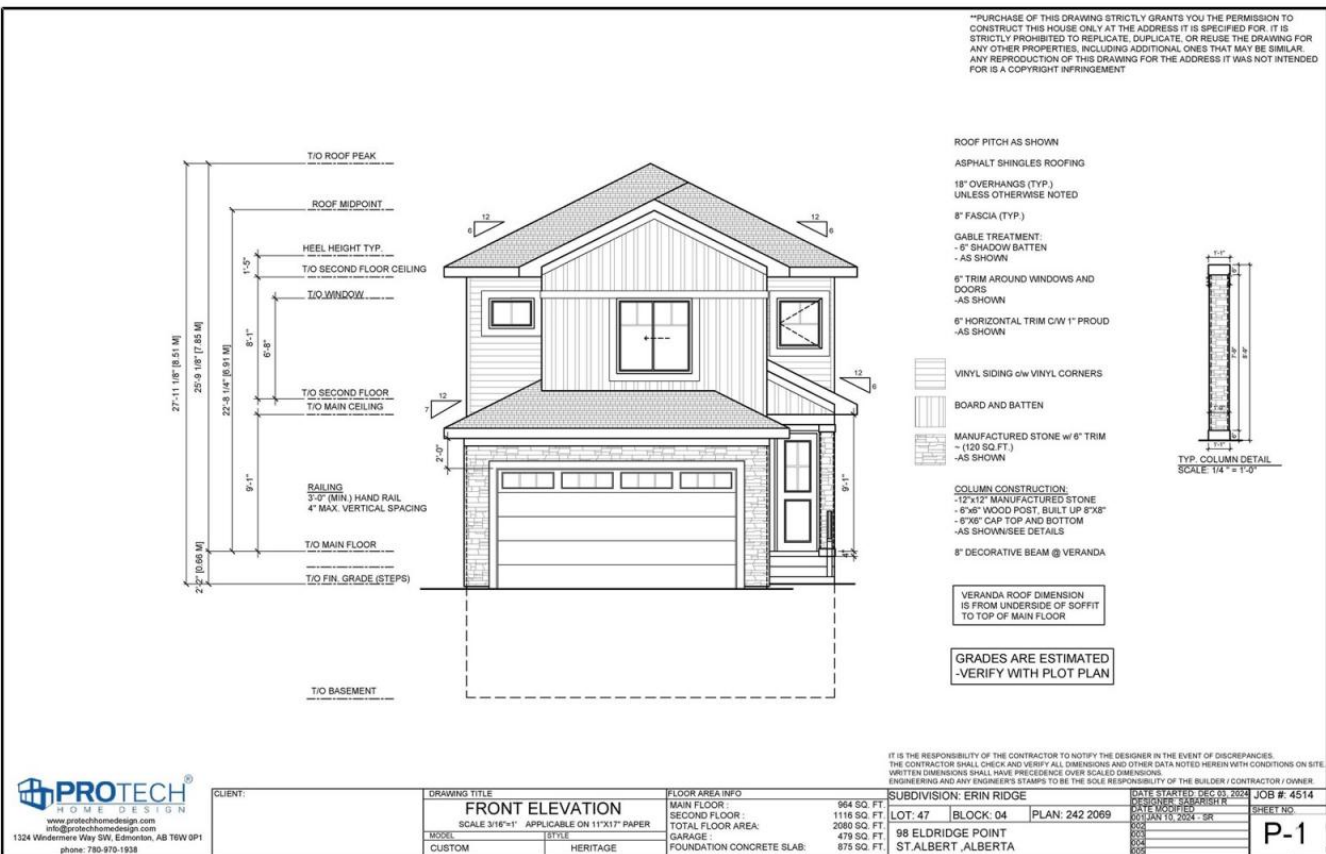 **PURCHASE OF THIS DRAWING STRICTLY GRANTS YOU THE PERMISSION TO
CONSTRUCT THIS HOUSE ONLY AT THE ADDRESS IT IS SPECIFIED FOR. IT IS
STRICTLY PROHIBITED TO REPLICATE, DUPLICATE, OR REUSE THE DRAWING FOR
ANY OTHER PROPERTIES, INCLUDING ADDITIONAL ONES THAT MAY BE SIMILAR.
ANY REPRODUCTION OF THIS DRAWING FOR THE ADDRESS IT WAS NOT INTENDED
FOR IS A COPYRIGHT INFRINGEMENT
T/O ROOF PEAK
ROOF MIDPOINT
HEEL HEIGHT TYP.
T/O SECOND FLOOR CEILING
T/O WINDOW
T/O SECOND FLOOR
T/O MAIN CEILING
RAILING
3'-0" (MIN.) HAND RAIL
4" MAX. VERTICAL SPACING
T/O MAIN FLOOR
T/O FIN. GRADE (STEPS)
T/O BASEMENT
27'-11 1/8" [8.51 M]
25'-9 1/8" [7.85 M]
22'-8 1/4" [6.91 M]
1'-5"
8'-1"
6'-8"
9'-1"
2'-2" [0.66 M]
12
6
12
6
12
7
12
6
2'-0"
9'-1"
4"
ROOF PITCH AS SHOWN
ASPHALT SHINGLES ROOFING
18" OVERHANGS (TYP.)
UNLESS OTHERWISE NOTED
8" FASCIA (TYP.)
GABLE TREATMENT:
- 6" SHADOW BATTEN
- AS SHOWN
6" TRIM AROUND WINDOWS AND
DOORS
-AS SHOWN
6" HORIZONTAL TRIM C/W 1" PROUD
-AS SHOWN
VINYL SIDING c/w VINYL CORNERS
BOARD AND BATTEN
MANUFACTURED STONE w/ 6" TRIM
~ (120 SQ.FT.)
-AS SHOWN
COLUMN CONSTRUCTION:
-12"x12" MANUFACTURED STONE
- 6"x6" WOOD POST, BUILT UP 8"X8"
- 6"X6" CAP TOP AND BOTTOM
-AS SHOWN/SEE DETAILS
8" DECORATIVE BEAM @ VERANDA
VERANDA ROOF DIMENSION
IS FROM UNDERSIDE OF SOFFIT
TO TOP OF MAIN FLOOR
GRADES ARE ESTIMATED
-VERIFY WITH PLOT PLAN
1'-1"
1'-1"
TYP. COLUMN DETAIL
SCALE: 1/4 " = 1'-0"
IT IS THE RESPONSIBILITY OF THE CONTRACTOR TO NOTIFY THE DESIGNER IN THE EVENT OF DISCREPANCIES.
THE CONTRACTOR SHALL CHECK AND VERIFY ALL DIMENSIONS AND OTHER DATA NOTED HEREIN WITH CONDITIONS ON SITE.
WRITTEN DIMENSIONS SHALL HAVE PRECEDENCE OVER SCALED DIMENSIONS.
ENGINEERING AND ANY ENGINEER'S STAMPS TO BE THE SOLE RESPONSIBILITY OF THE BUILDER / CONTRACTOR / OWNER.
PROTECH®
HOME DESIGN
www.protechhomedesign.com
info@protechhomedesign.com
1324 Windermere Way SW, Edmonton, AB T6W 0P1
phone: 780-970-1938
CLIENT:
DRAWING TITLE
FRONT ELEVATION
SCALE 3/16"=1' APPLICABLE ON 11"X17" PAPER
MODEL
CUSTOM
STYLE
HERITAGE
FLOOR AREA INFO
MAIN FLOOR : 964 SQ. FT.
SECOND FLOOR : 1116 SQ. FT.
TOTAL FLOOR AREA: 2080 SQ. FT.
GARAGE : 479 SQ. FT.
FOUNDATION CONCRETE SLAB: 875 SQ. FT.
SUBDIVISION: ERIN RIDGE
LOT: 47 BLOCK: 04 PLAN: 242 2069
98 ELDRIDGE POINT
ST.ALBERT ,ALBERTA
DATE STARTED: DEC 03, 2024
DESIGNER: SABARISH R
DATE MODIFIED
001 JAN 10, 2024 - SR
002
003
004
005
JOB #: 4514
SHEET NO.
P-1